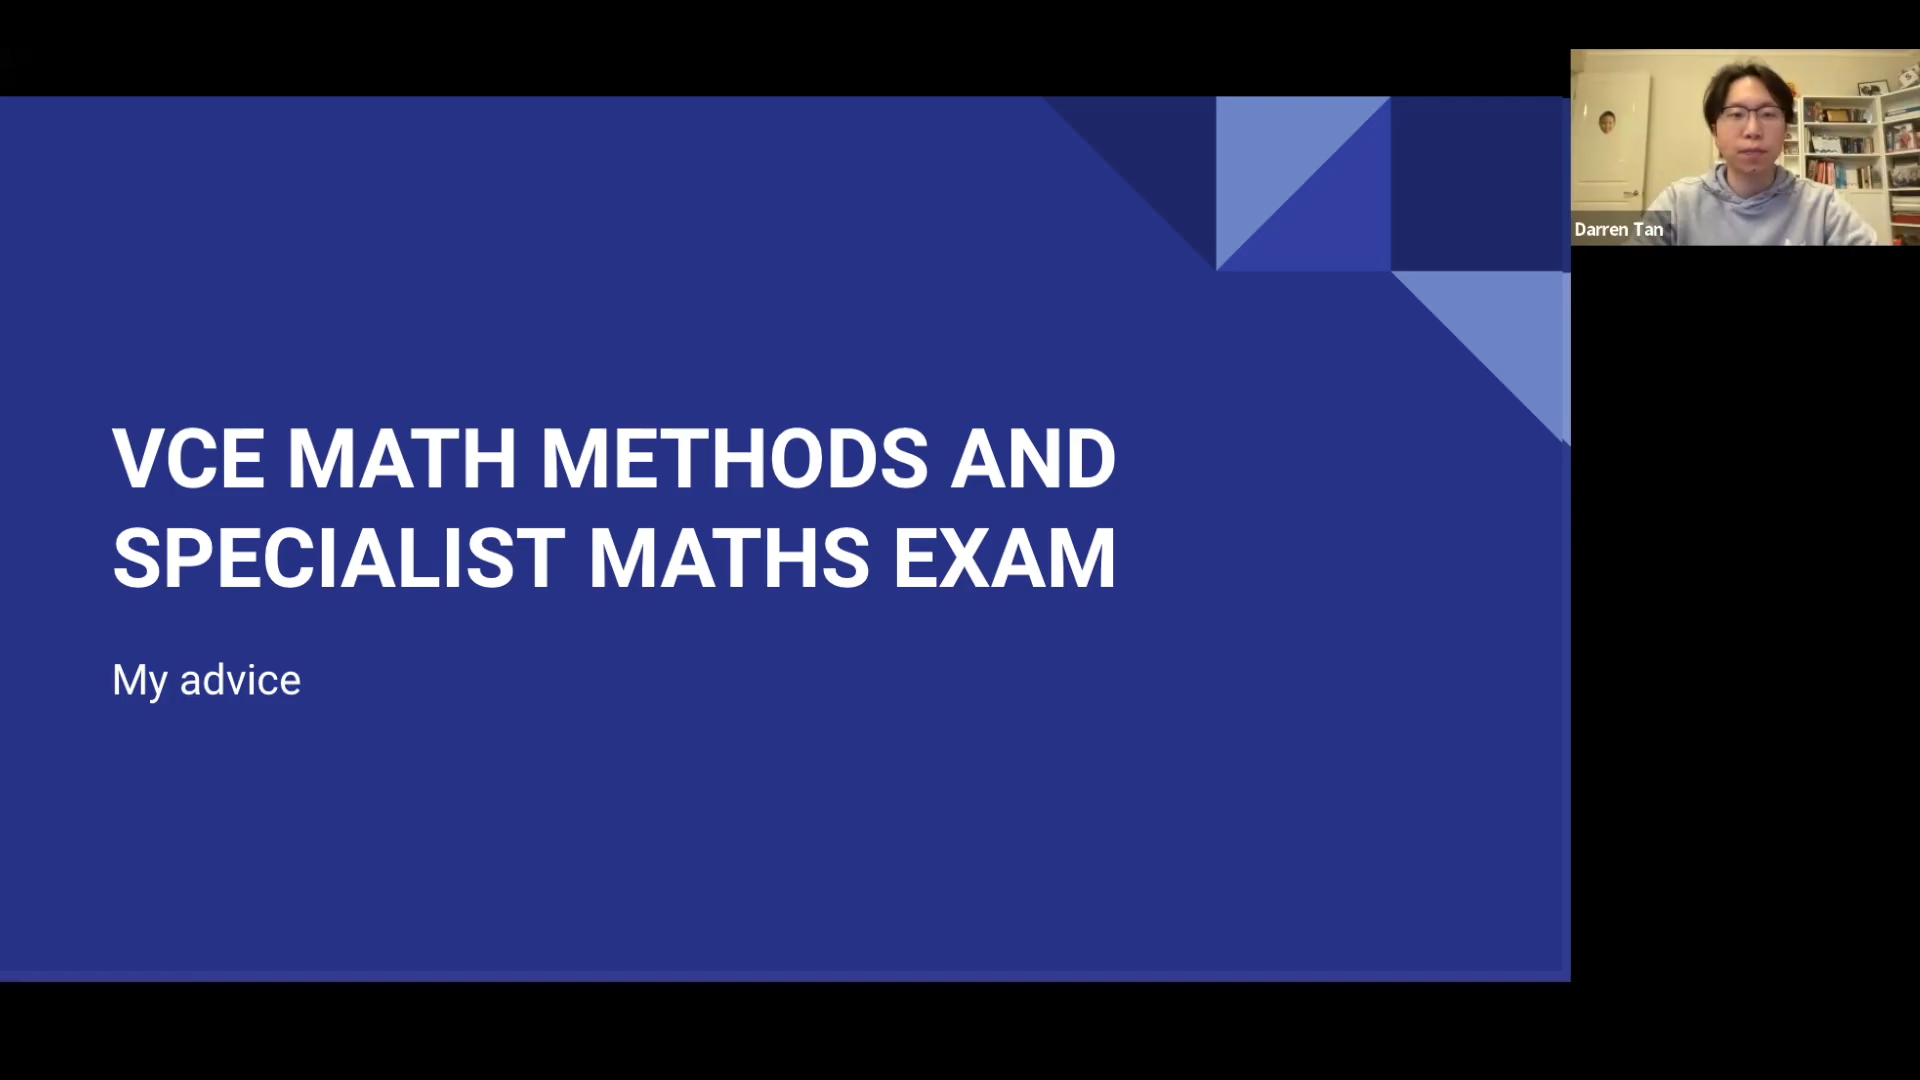 VCE MATH METHODS AND
SPECIALIST MATHS EXAM
My advice
Darren Tan